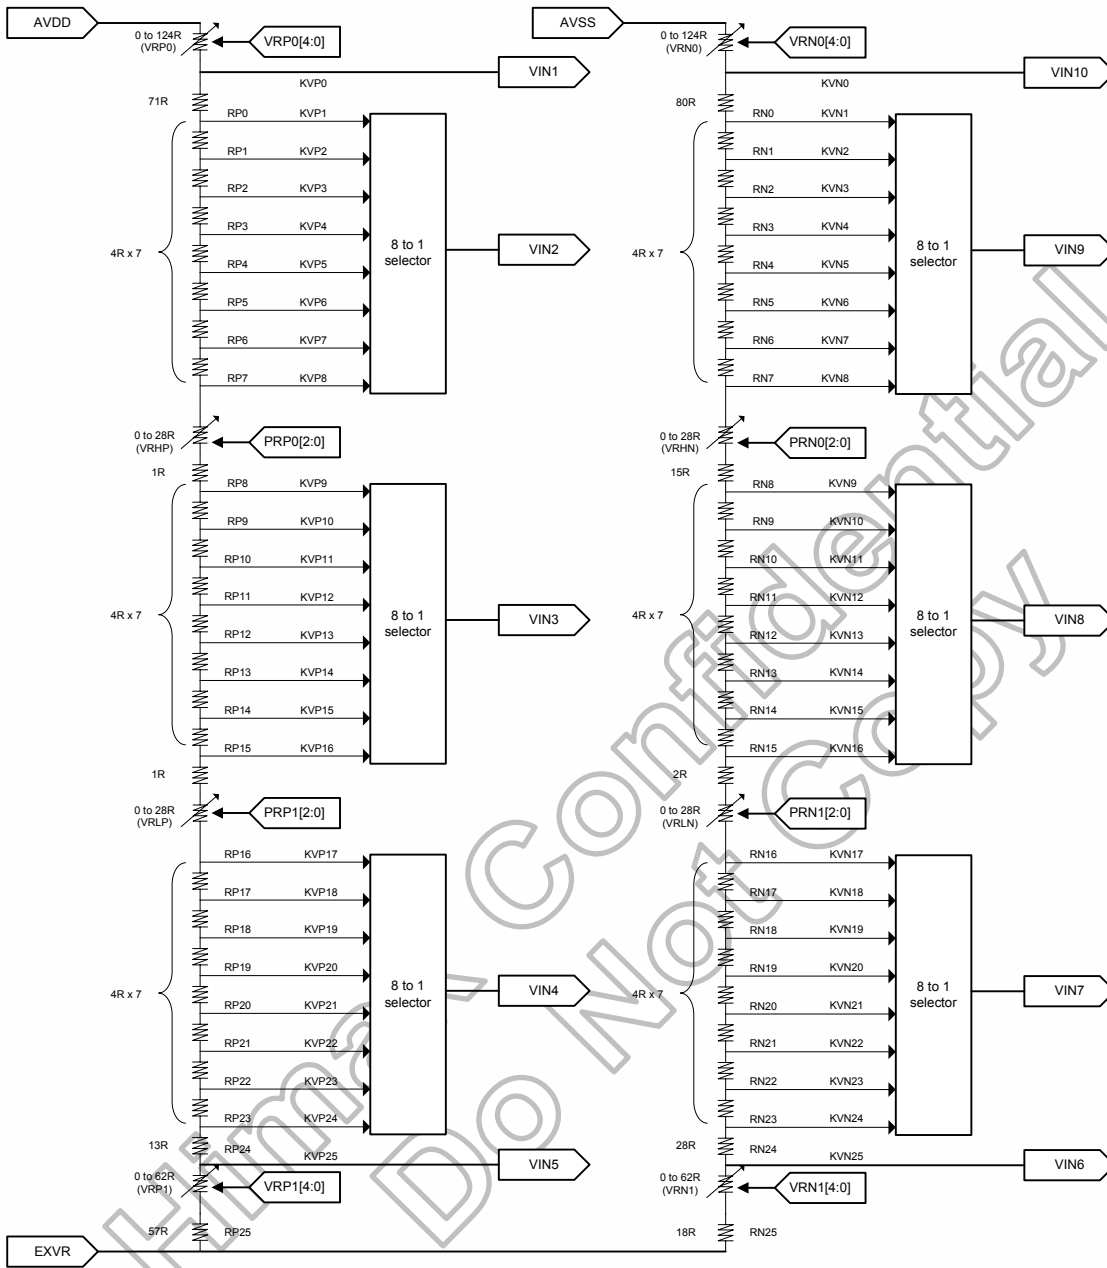 AVDD
0 to 124R
(VRP0)
VRP0[4:0]
VIN1
KVP0
71R
RP0 KVP1
RP1 KVP2
RP2 KVP3
RP3 KVP4
4R x 7
8 to 1
selector
VIN2
RP4 KVP5
RP5 KVP6
RP6 KVP7
RP7 KVP8
0 to 28R
(VRHP)
PRP0[2:0]
1R
RP8 KVP9
RP9 KVP10
RP10 KVP11
RP11 KVP12
4R x 7
8 to 1
selector
VIN3
RP12 KVP13
RP13 KVP14
RP14 KVP15
RP15 KVP16
1R
0 to 28R
(VRLP)
PRP1[2:0]
RP16 KVP17
RP17 KVP18
RP18 KVP19
RP19 KVP20
4R x 7
8 to 1
selector
VIN4
RP20 KVP21
RP21 KVP22
RP22 KVP23
RP23 KVP24
13R
RP24
KVP25
VIN5
0 to 62R
(VRP1)
VRP1[4:0]
57R
RP25
EXVR
AVSS
0 to 124R
(VRN0)
VRN0[4:0]
VIN10
KVN0
80R
RN0 KVN1
RN1 KVN2
RN2 KVN3
RN3 KVN4
4R x 7
8 to 1
selector
VIN9
RN4 KVN5
RN5 KVN6
RN6 KVN7
RN7 KVN8
0 to 28R
(VRHN)
PRN0[2:0]
15R
RN8 KVN9
RN9 KVN10
RN10 KVN11
RN11 KVN12
4R x 7
8 to 1
selector
VIN8
RN12 KVN13
RN13 KVN14
RN14 KVN15
RN15 KVN16
2R
0 to 28R
(VRLN)
PRN1[2:0]
RN16 KVN17
RN17 KVN18
RN18 KVN19
RN19 KVN20
4R x 7
8 to 1
selector
VIN7
RN20 KVN21
RN21 KVN22
RN22 KVN23
RN23 KVN24
28R
RN24
KVN25
VIN6
0 to 62R
(VRN1)
VRN1[4:0]
18R
RN25
Himax Confidential
Do Not Copy